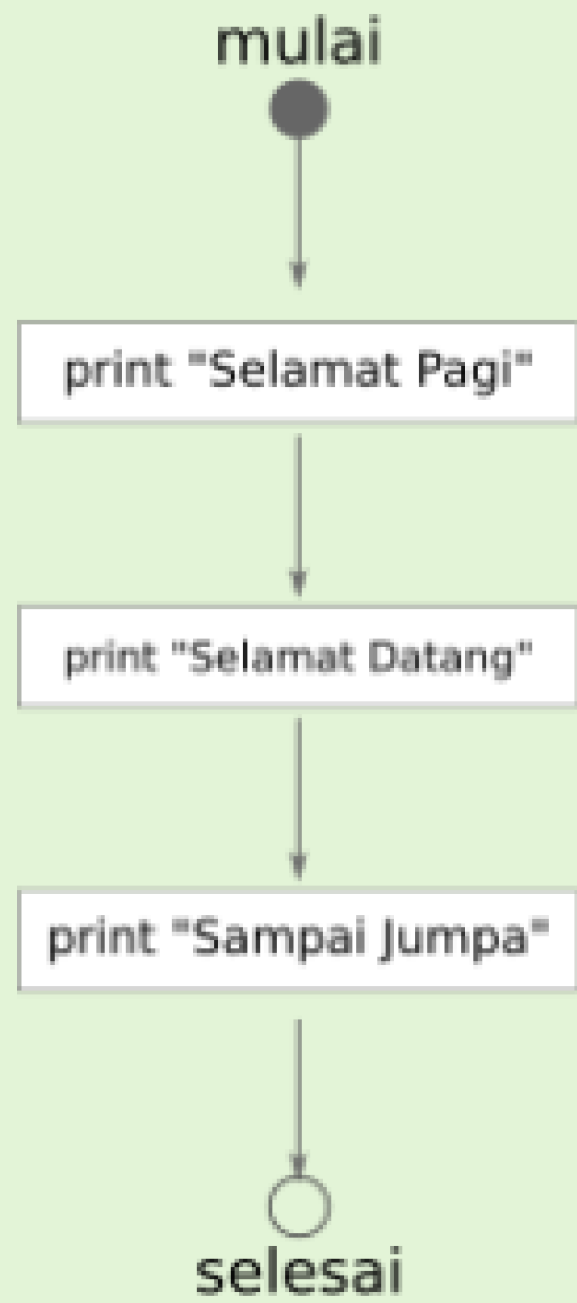 mulai
print "Selamat Pagi"
print "Selamat Datang"
print "Sampai Jumpa"
selesai